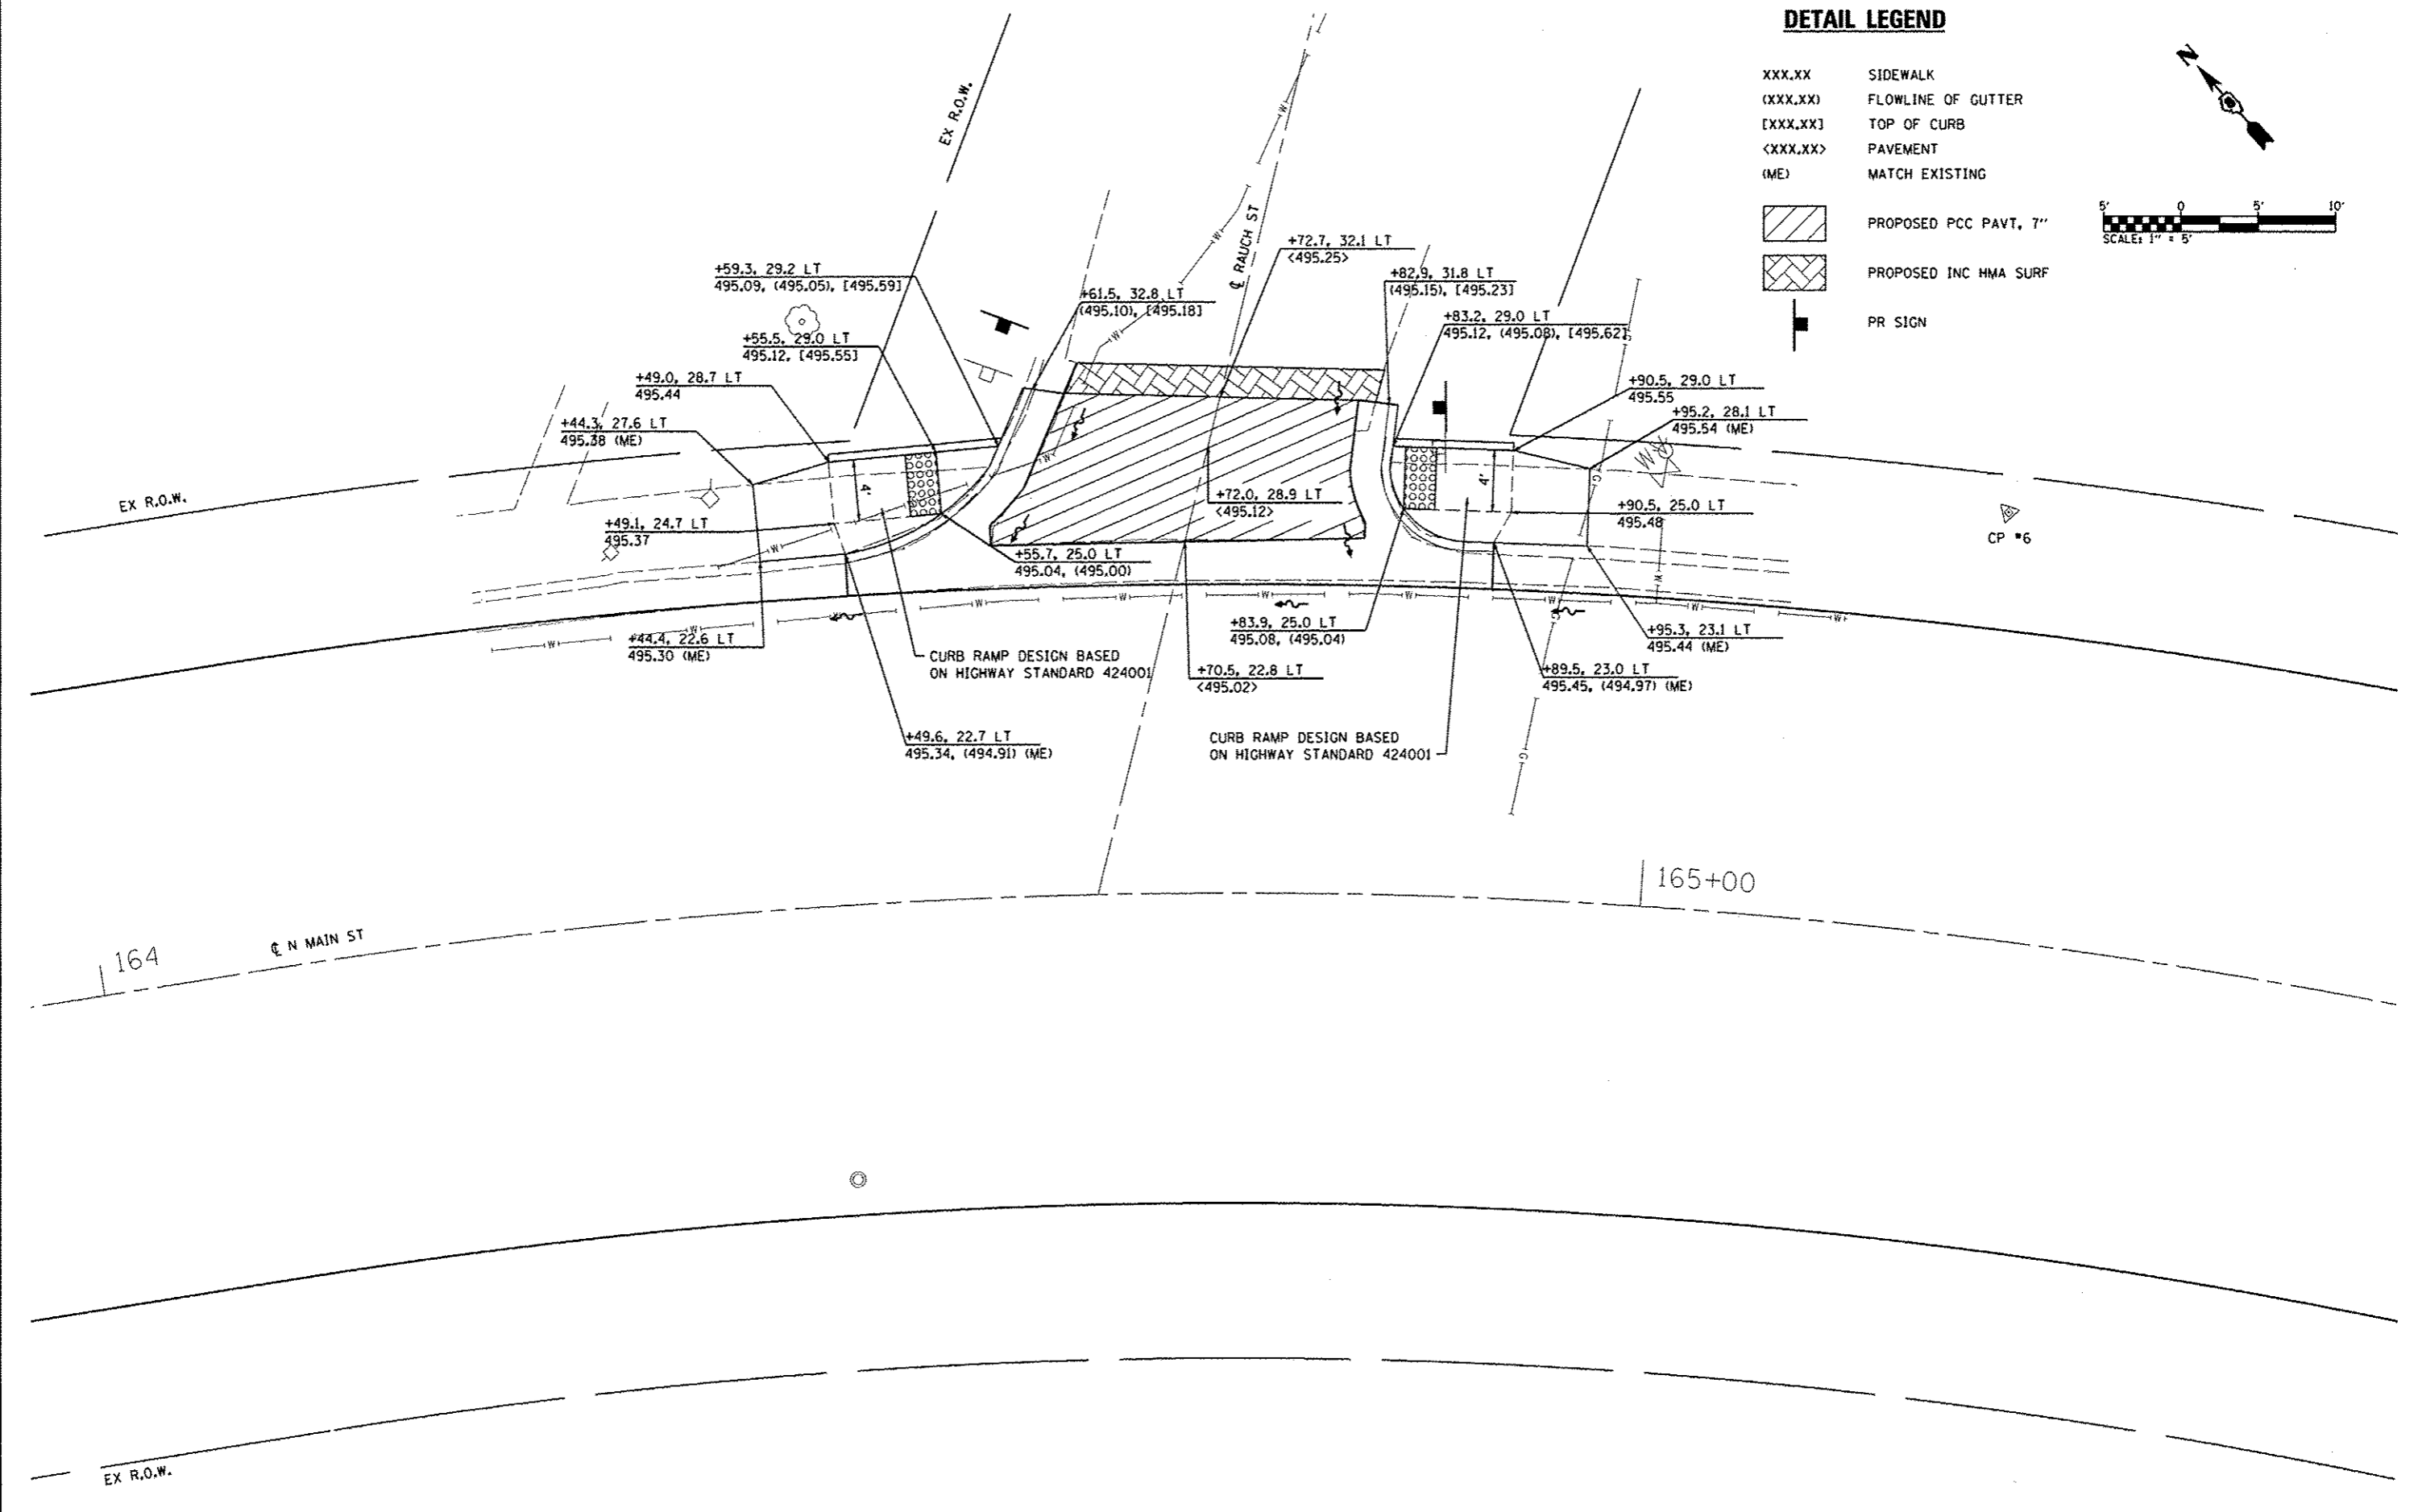 DETAIL LEGEND
N
XXX.XX SIDEWALK
(XXX.XX) FLOWLINE OF GUTTER
[XXX.XX] TOP OF CURB
<XXX.XX> PAVEMENT
(ME) MATCH EXISTING
PROPOSED PCC PAVT, 7"
PROPOSED INC HMA SURF
PR SIGN
5' 0 5' 10'
SCALE: 1" = 5'
EX R.O.W.
℄ RAUCH ST
+72.7, 32.1 LT
<495.25>
+59.3, 29.2 LT
495.09, (495.05), [495.59]
+82.9, 31.8 LT
(495.15), [495.23]
+61.5, 32.8 LT
(495.10), [495.18]
+83.2, 29.0 LT
495.12, (495.08), [495.62]
+55.5, 29.0 LT
495.12, [495.55]
+49.0, 28.7 LT
495.44
+90.5, 29.0 LT
495.55
+44.3, 27.6 LT
495.38 (ME)
+95.2, 28.1 LT
495.54 (ME)
EX R.O.W.
4'
4'
+72.0, 28.9 LT
<495.12>
+90.5, 25.0 LT
495.48
+49.1, 24.7 LT
495.37
CP #6
+55.7, 25.0 LT
495.04, (495.00)
+83.9, 25.0 LT
495.08, (495.04)
+44.4, 22.6 LT
495.30 (ME)
+95.3, 23.1 LT
495.44 (ME)
CURB RAMP DESIGN BASED
ON HIGHWAY STANDARD 424001
+70.5, 22.8 LT
<495.02>
+89.5, 23.0 LT
495.45, (494.97) (ME)
+49.6, 22.7 LT
495.34, (494.91) (ME)
CURB RAMP DESIGN BASED
ON HIGHWAY STANDARD 424001
165+00
164
℄ N MAIN ST
EX R.O.W.